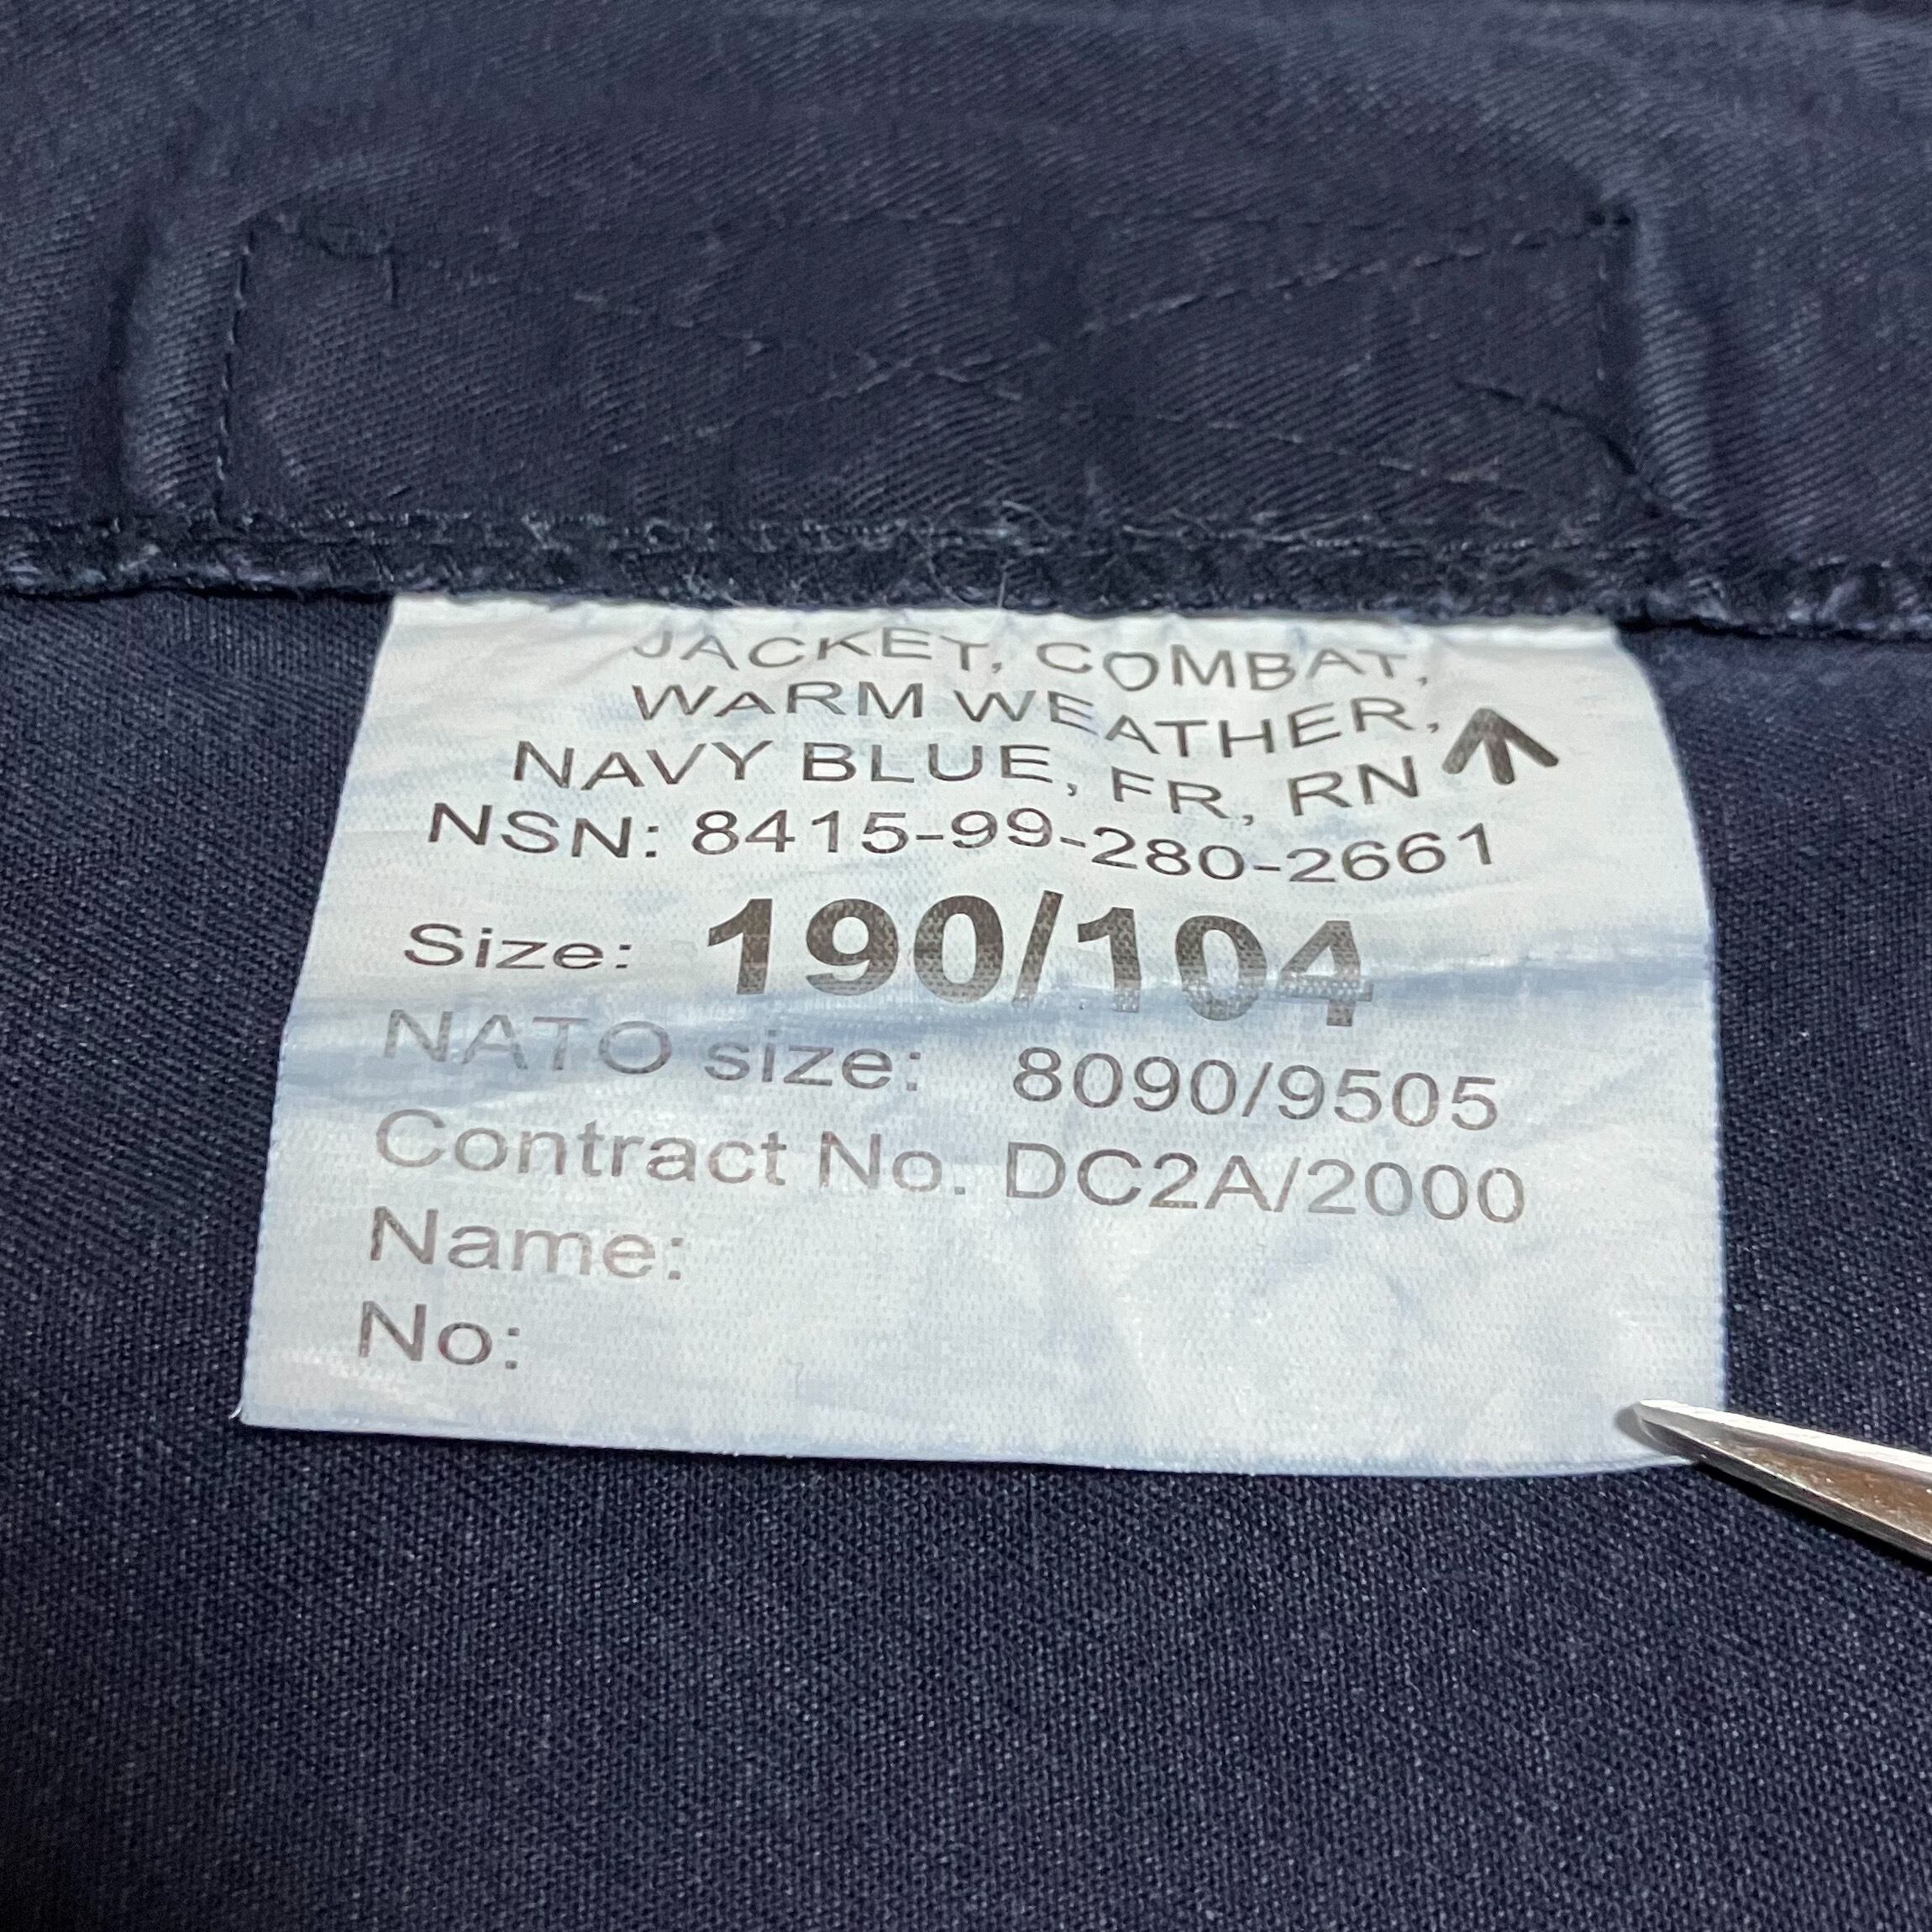 JACKET, COMBAT,
WARM WEATHER,
NAVY BLUE, FR, RN
NSN: 8415-99-280-2661
Size: 190/104
NATO size: 8090/9505
Contract No. DC2A/2000
Name:
No: